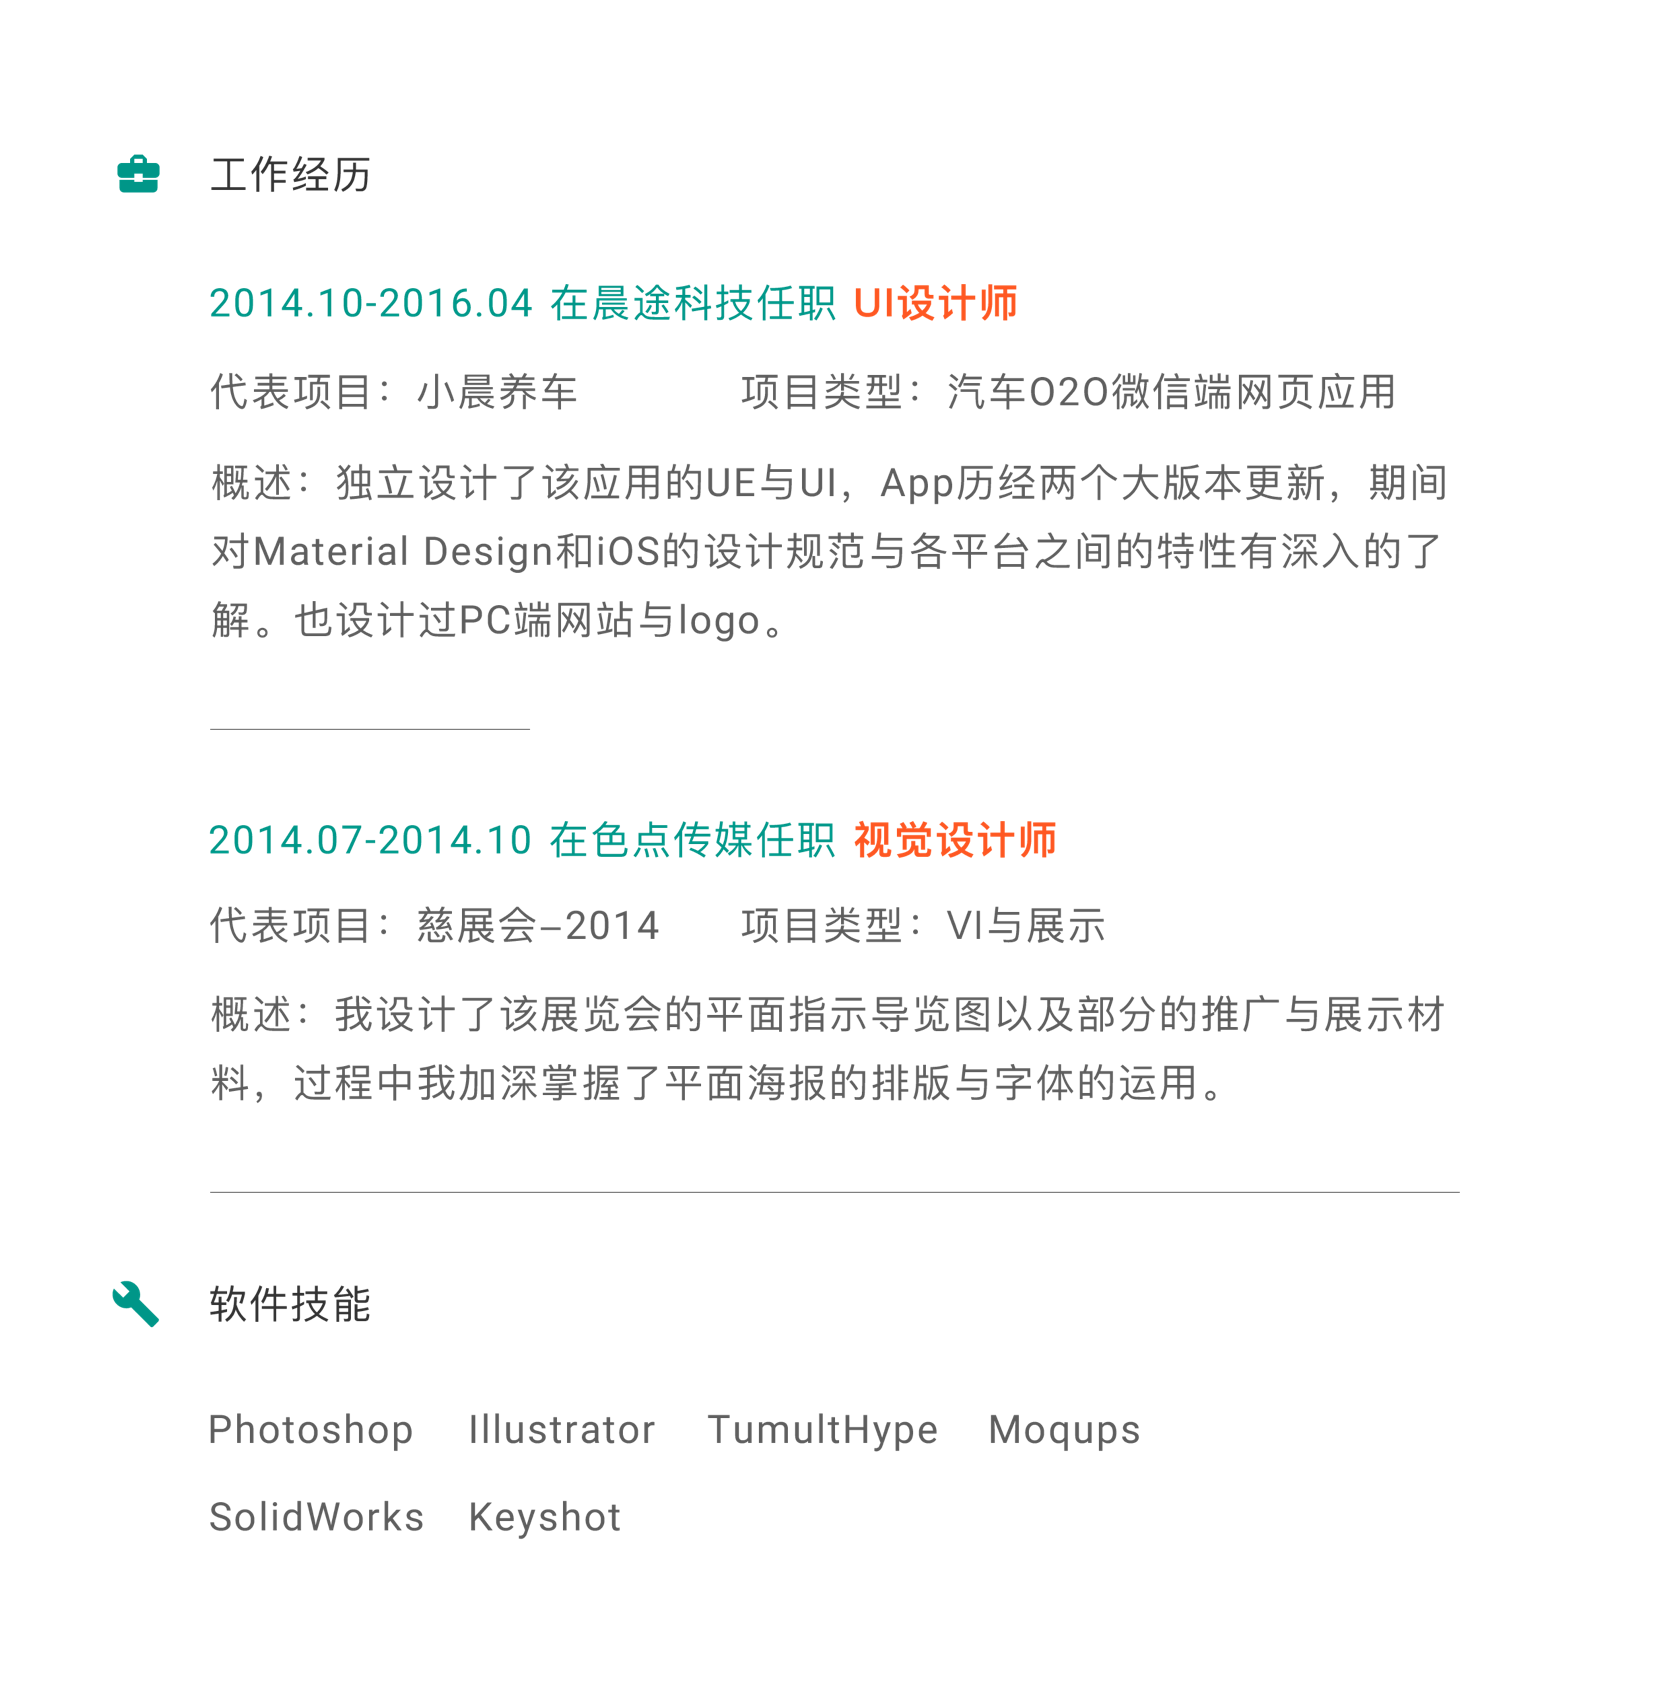 工作经历
2014.10-2016.04 在晨途科技任职 UI设计师
代表项目：小晨养车 项目类型：汽车O2O微信端网页应用
概述：独立设计了该应用的UE与UI，App历经两个大版本更新，期间
对Material Design和iOS的设计规范与各平台之间的特性有深入的了
解。也设计过PC端网站与logo。
2014.07-2014.10 在色点传媒任职 视觉设计师
代表项目：慈展会–2014 项目类型：VI与展示
概述：我设计了该展览会的平面指示导览图以及部分的推广与展示材
料，过程中我加深掌握了平面海报的排版与字体的运用。
软件技能
Photoshop Illustrator TumultHype Moqups
SolidWorks Keyshot